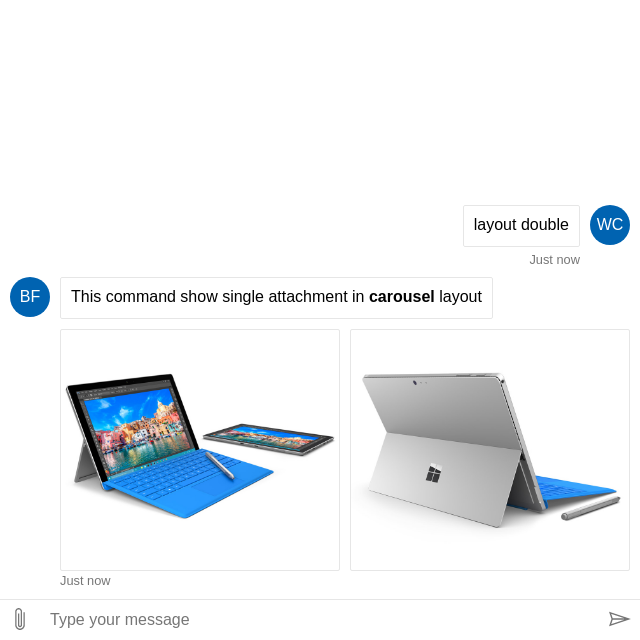 layout double
WC
Just now
BF
This command show single attachment in carousel layout
Just now
Type your message